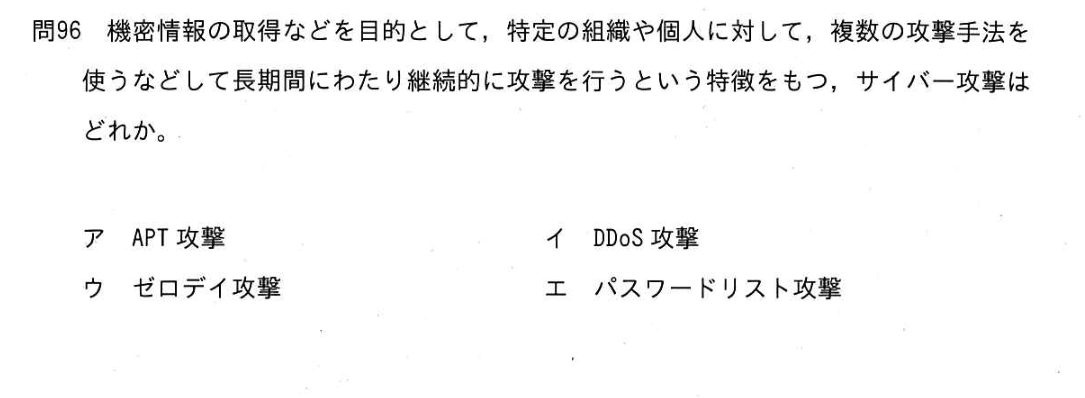 問96 機密情報の取得などを目的として，特定の組織や個人に対して，複数の攻撃手法を
使うなどして長期間にわたり継続的に攻撃を行うという特徴をもつ，サイバー攻撃は
どれか。
ア APT 攻撃 イ DDoS 攻撃
ウ ゼロデイ攻撃 エ パスワードリスト攻撃